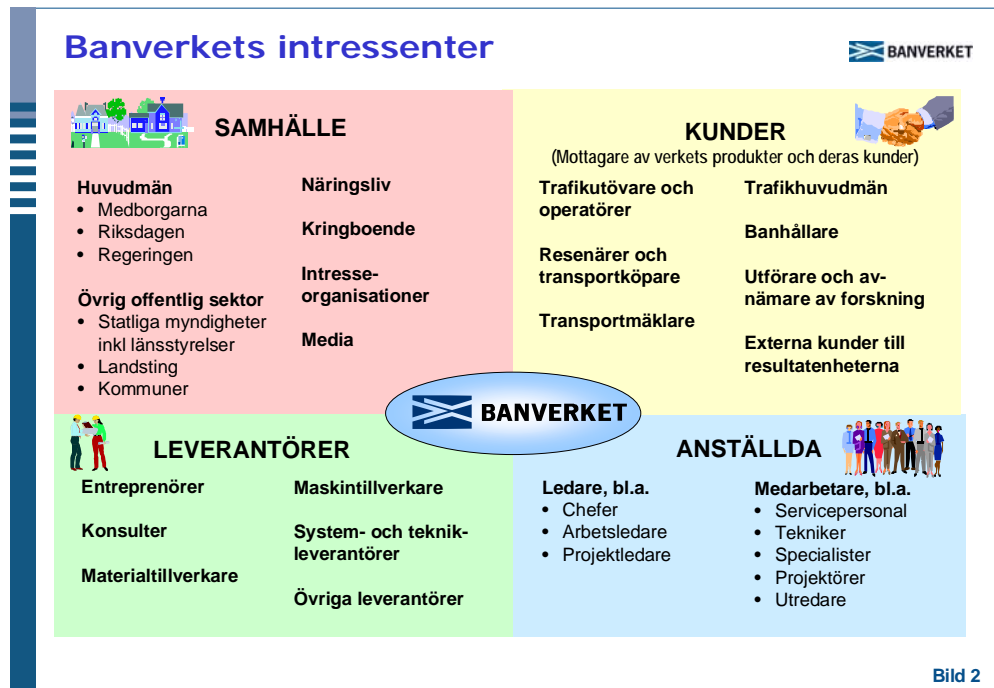 Banverkets intressenter
BANVERKET
SAMHÄLLE
Huvudmän
• Medborgarna
• Riksdagen
• Regeringen
Övrig offentlig sektor
• Statliga myndigheter
inkl länsstyrelser
• Landsting
• Kommuner
Näringsliv
Kringboende
Intresse-
organisationer
Media
KUNDER
(Mottagare av verkets produkter och deras kunder)
Trafikutövare och
operatörer
Resenärer och
transportköpare
Transportmäklare
Trafikhuvudmän
Banhållare
Utförare och av-
nämare av forskning
Externa kunder till
resultatenheterna
BANVERKET
LEVERANTÖRER
Entreprenörer
Konsulter
Materialtillverkare
Maskintillverkare
System- och teknik-
leverantörer
Övriga leverantörer
ANSTÄLLDA
Ledare, bl.a.
• Chefer
• Arbetsledare
• Projektledare
Medarbetare, bl.a.
• Servicepersonal
• Tekniker
• Specialister
• Projektörer
• Utredare
Bild 2